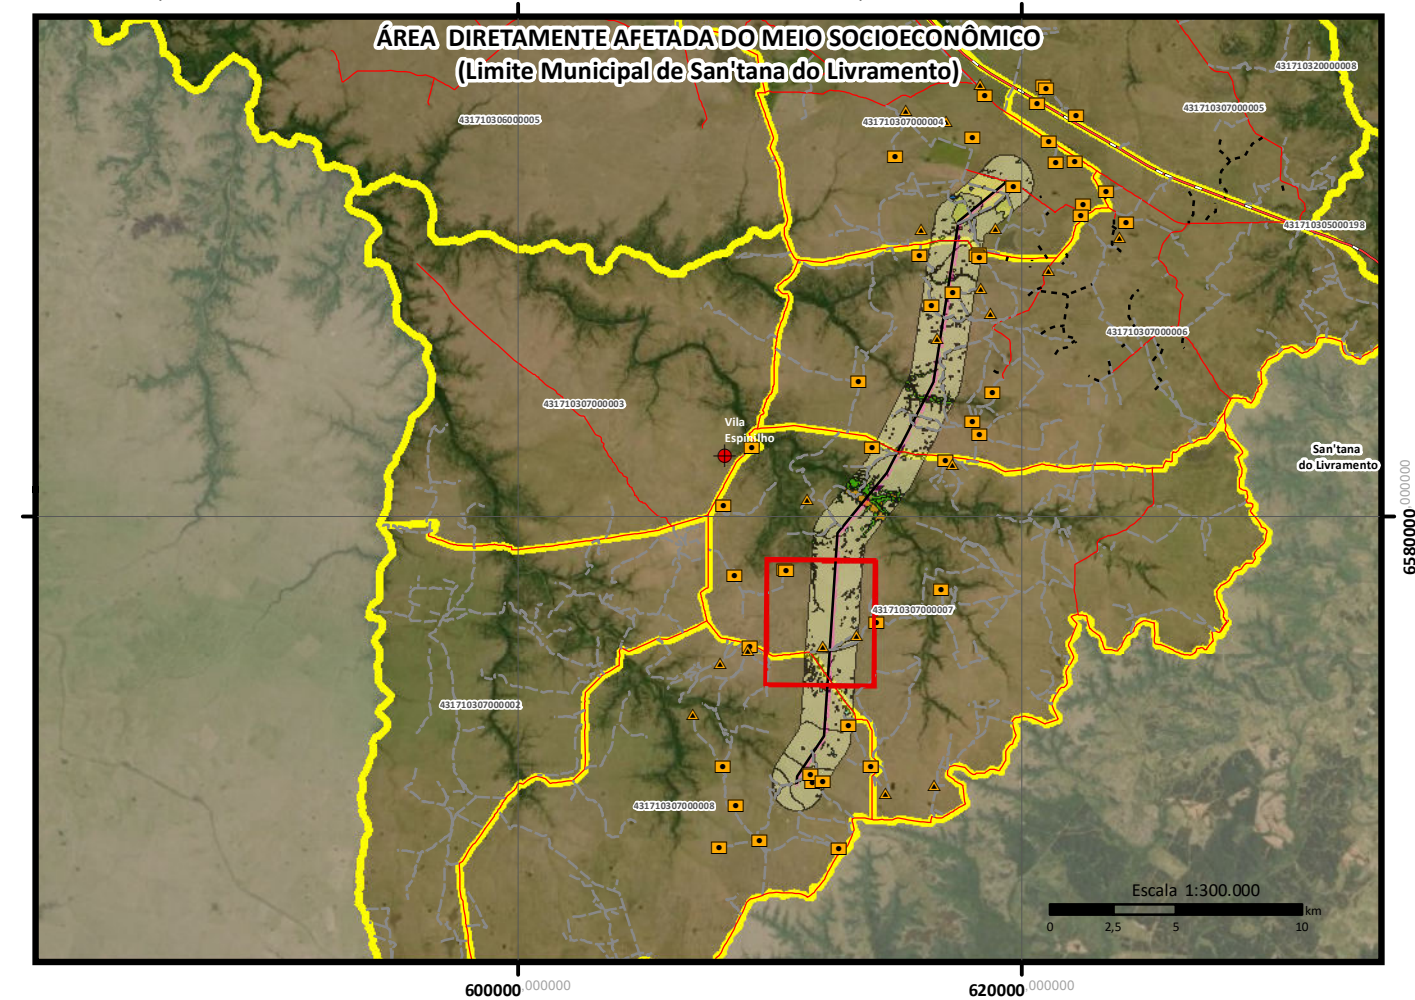 ÁREA DIRETAMENTE AFETADA DO MEIO SOCIOECONÔMICO
(Limite Municipal de San'tana do Livramento)
431710320000008
431710307000005
431710306000005
431710307000004
431710305000198
431710307000006
431710307000003
Vila
Espinilho
San'tana
do Livramento
6580000,000000
431710307000007
431710307000002
431710307000008
Escala 1:300.000
km
0 2,5 5 10
600000,000000
620000,000000